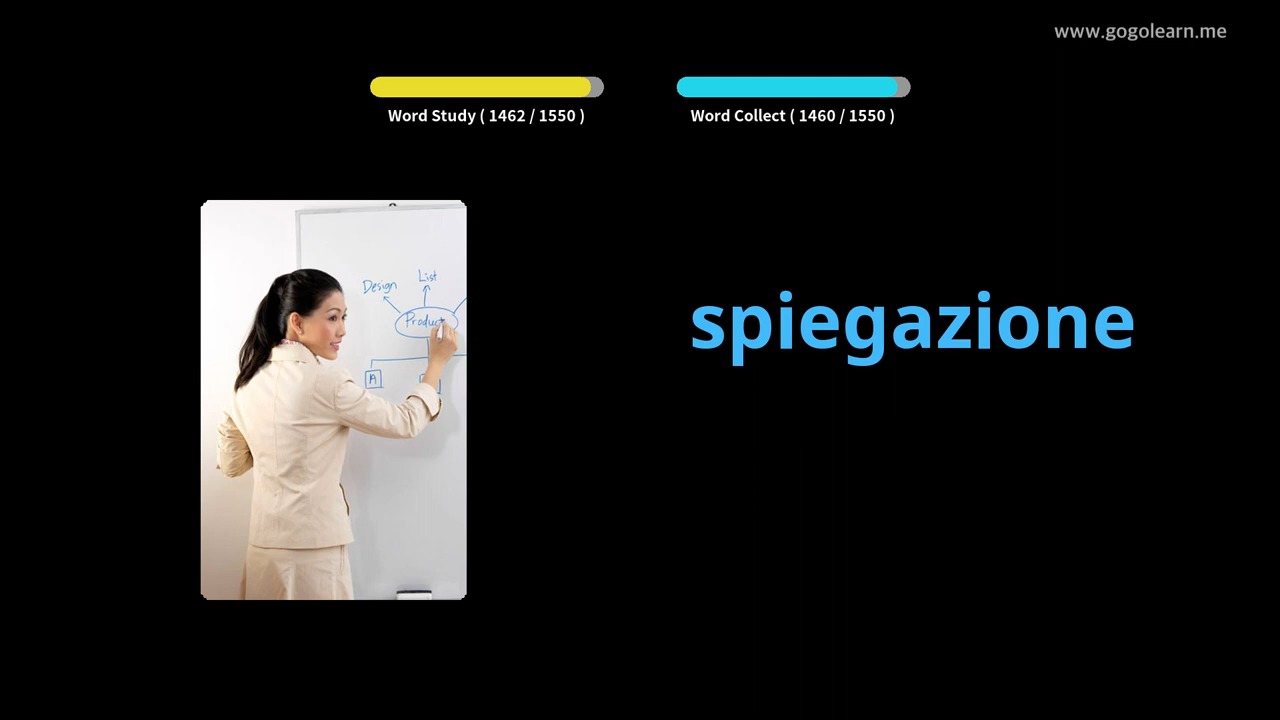 www.gogolearn.me
Word Study ( 1462 / 1550 )
Word Collect ( 1460 / 1550 )
List
Design
Product
A
spiegazione